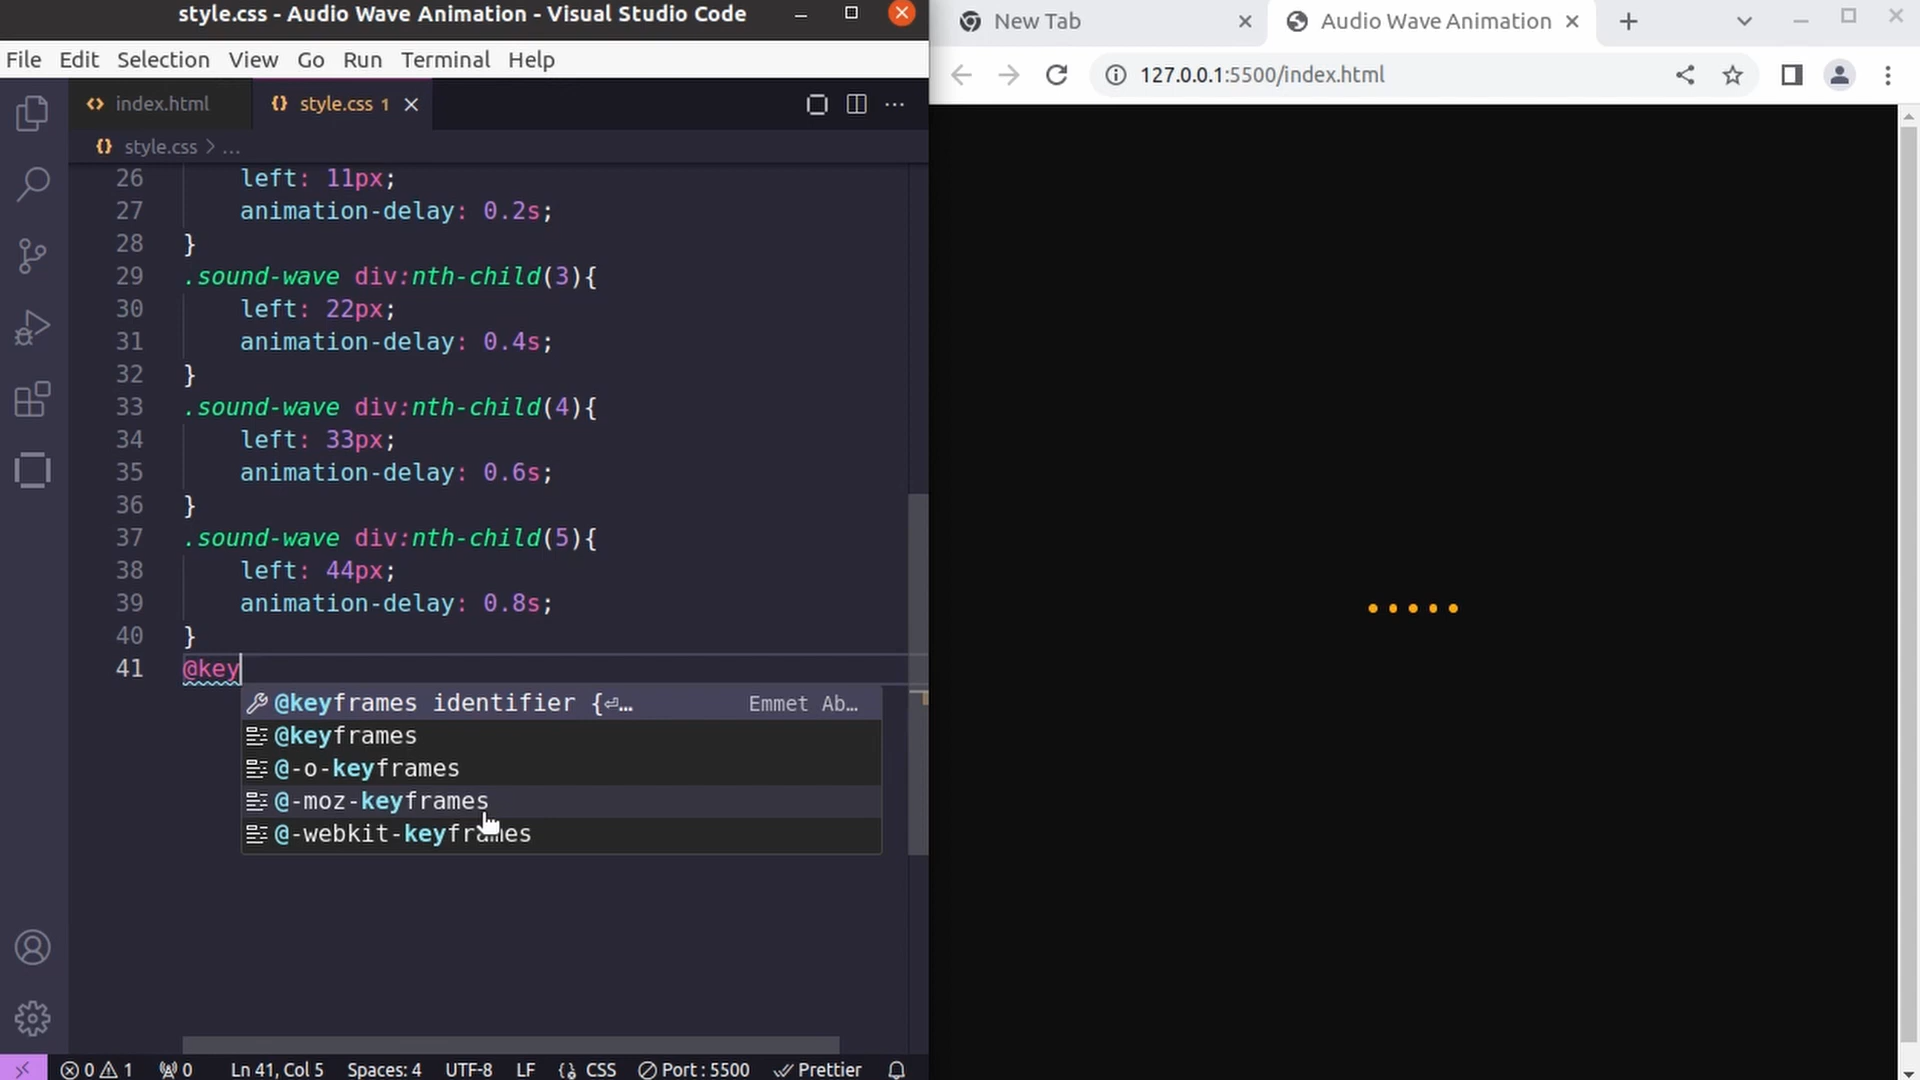 style.css - Audio Wave Animation - Visual Studio Code
File Edit Selection View Go Run Terminal Help
index.html
style.css 1
style.css > ...
26 left: 11px;
27 animation-delay: 0.2s;
28 }
29 .sound-wave div:nth-child(3){
30 left: 22px;
31 animation-delay: 0.4s;
32 }
33 .sound-wave div:nth-child(4){
34 left: 33px;
35 animation-delay: 0.6s;
36 }
37 .sound-wave div:nth-child(5){
38 left: 44px;
39 animation-delay: 0.8s;
40 }
41 @key
@keyframes identifier {⏎… Emmet Ab…
@keyframes
@-o-keyframes
@-moz-keyframes
@-webkit-keyframes
0 1 0 Ln 41, Col 5 Spaces: 4 UTF-8 LF {} CSS Port : 5500 Prettier
New Tab
Audio Wave Animation
127.0.0.1:5500/index.html